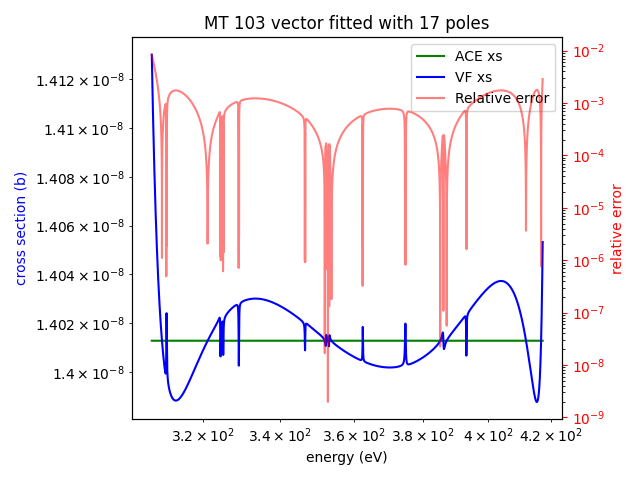 MT 103 vector fitted with 17 poles
ACE xs
VF xs
Relative error
cross section (b)
1.412 × 10⁻⁸
1.41 × 10⁻⁸
1.408 × 10⁻⁸
1.406 × 10⁻⁸
1.404 × 10⁻⁸
1.402 × 10⁻⁸
1.4 × 10⁻⁸
10⁻²
10⁻³
10⁻⁴
10⁻⁵
10⁻⁶
10⁻⁷
10⁻⁸
10⁻⁹
relative error
3.2 × 10² 3.4 × 10² 3.6 × 10² 3.8 × 10² 4 × 10² 4.2 × 10²
energy (eV)